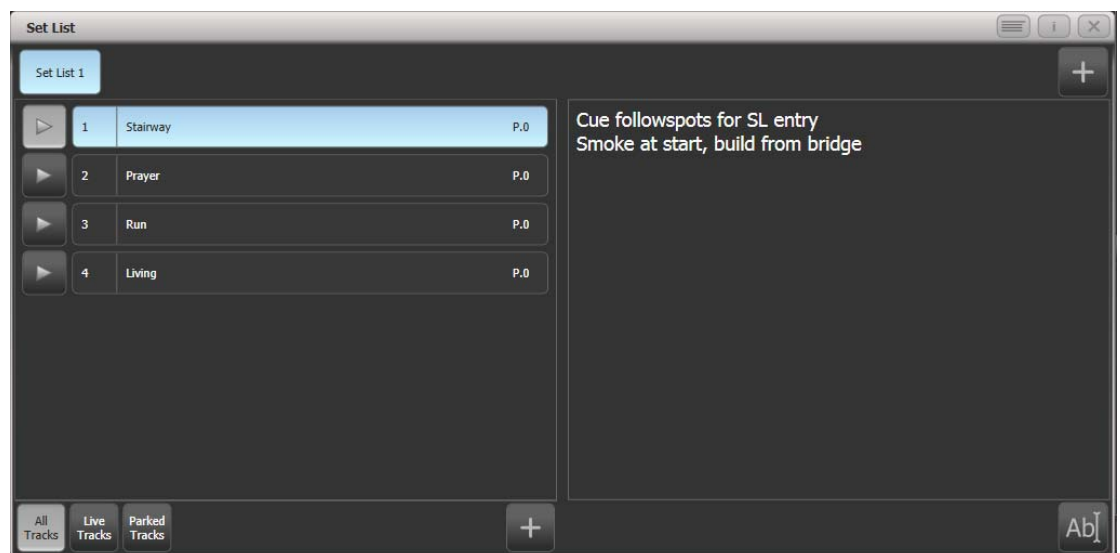 Set List
i
Set List 1
1 Stairway P.0
2 Prayer P.0
3 Run P.0
4 Living P.0
Cue followspots for SL entry
Smoke at start, build from bridge
All Tracks
Live Tracks
Parked Tracks
Ab